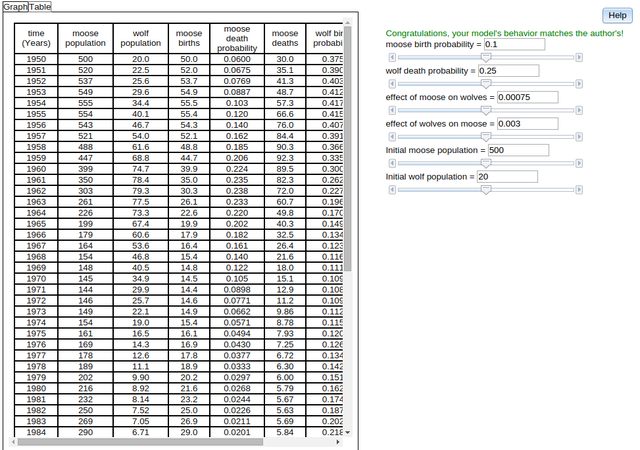 Graph Table
Help
Congratulations, your model's behavior matches the author's!
moose birth probability = 0.1
wolf death probability = 0.25
effect of moose on wolves = 0.00075
effect of wolves on moose = 0.003
Initial moose population = 500
Initial wolf population = 20
time (Years) moose population wolf population moose births moose death probability moose deaths wolf bir probabi
1950 500 20.0 50.0 0.0600 30.0 0.375
1951 520 22.5 52.0 0.0675 35.1 0.390
1952 537 25.6 53.7 0.0769 41.3 0.403
1953 549 29.6 54.9 0.0887 48.7 0.412
1954 555 34.4 55.5 0.103 57.3 0.417
1955 554 40.1 55.4 0.120 66.6 0.415
1956 543 46.7 54.3 0.140 76.0 0.407
1957 521 54.0 52.1 0.162 84.4 0.391
1958 488 61.6 48.8 0.185 90.3 0.366
1959 447 68.8 44.7 0.206 92.3 0.335
1960 399 74.7 39.9 0.224 89.5 0.300
1961 350 78.4 35.0 0.235 82.3 0.262
1962 303 79.3 30.3 0.238 72.0 0.227
1963 261 77.5 26.1 0.233 60.7 0.196
1964 226 73.3 22.6 0.220 49.8 0.170
1965 199 67.4 19.9 0.202 40.3 0.149
1966 179 60.6 17.9 0.182 32.5 0.134
1967 164 53.6 16.4 0.161 26.4 0.123
1968 154 46.8 15.4 0.140 21.6 0.116
1969 148 40.5 14.8 0.122 18.0 0.111
1970 145 34.9 14.5 0.105 15.1 0.109
1971 144 29.9 14.4 0.0898 12.9 0.108
1972 146 25.7 14.6 0.0771 11.2 0.109
1973 149 22.1 14.9 0.0662 9.86 0.112
1974 154 19.0 15.4 0.0571 8.78 0.115
1975 161 16.5 16.1 0.0494 7.93 0.120
1976 169 14.3 16.9 0.0430 7.25 0.126
1977 178 12.6 17.8 0.0377 6.72 0.134
1978 189 11.1 18.9 0.0333 6.30 0.142
1979 202 9.90 20.2 0.0297 6.00 0.151
1980 216 8.92 21.6 0.0268 5.79 0.162
1981 232 8.14 23.2 0.0244 5.67 0.174
1982 250 7.52 25.0 0.0226 5.63 0.187
1983 269 7.05 26.9 0.0211 5.69 0.202
1984 290 6.71 29.0 0.0201 5.84 0.218